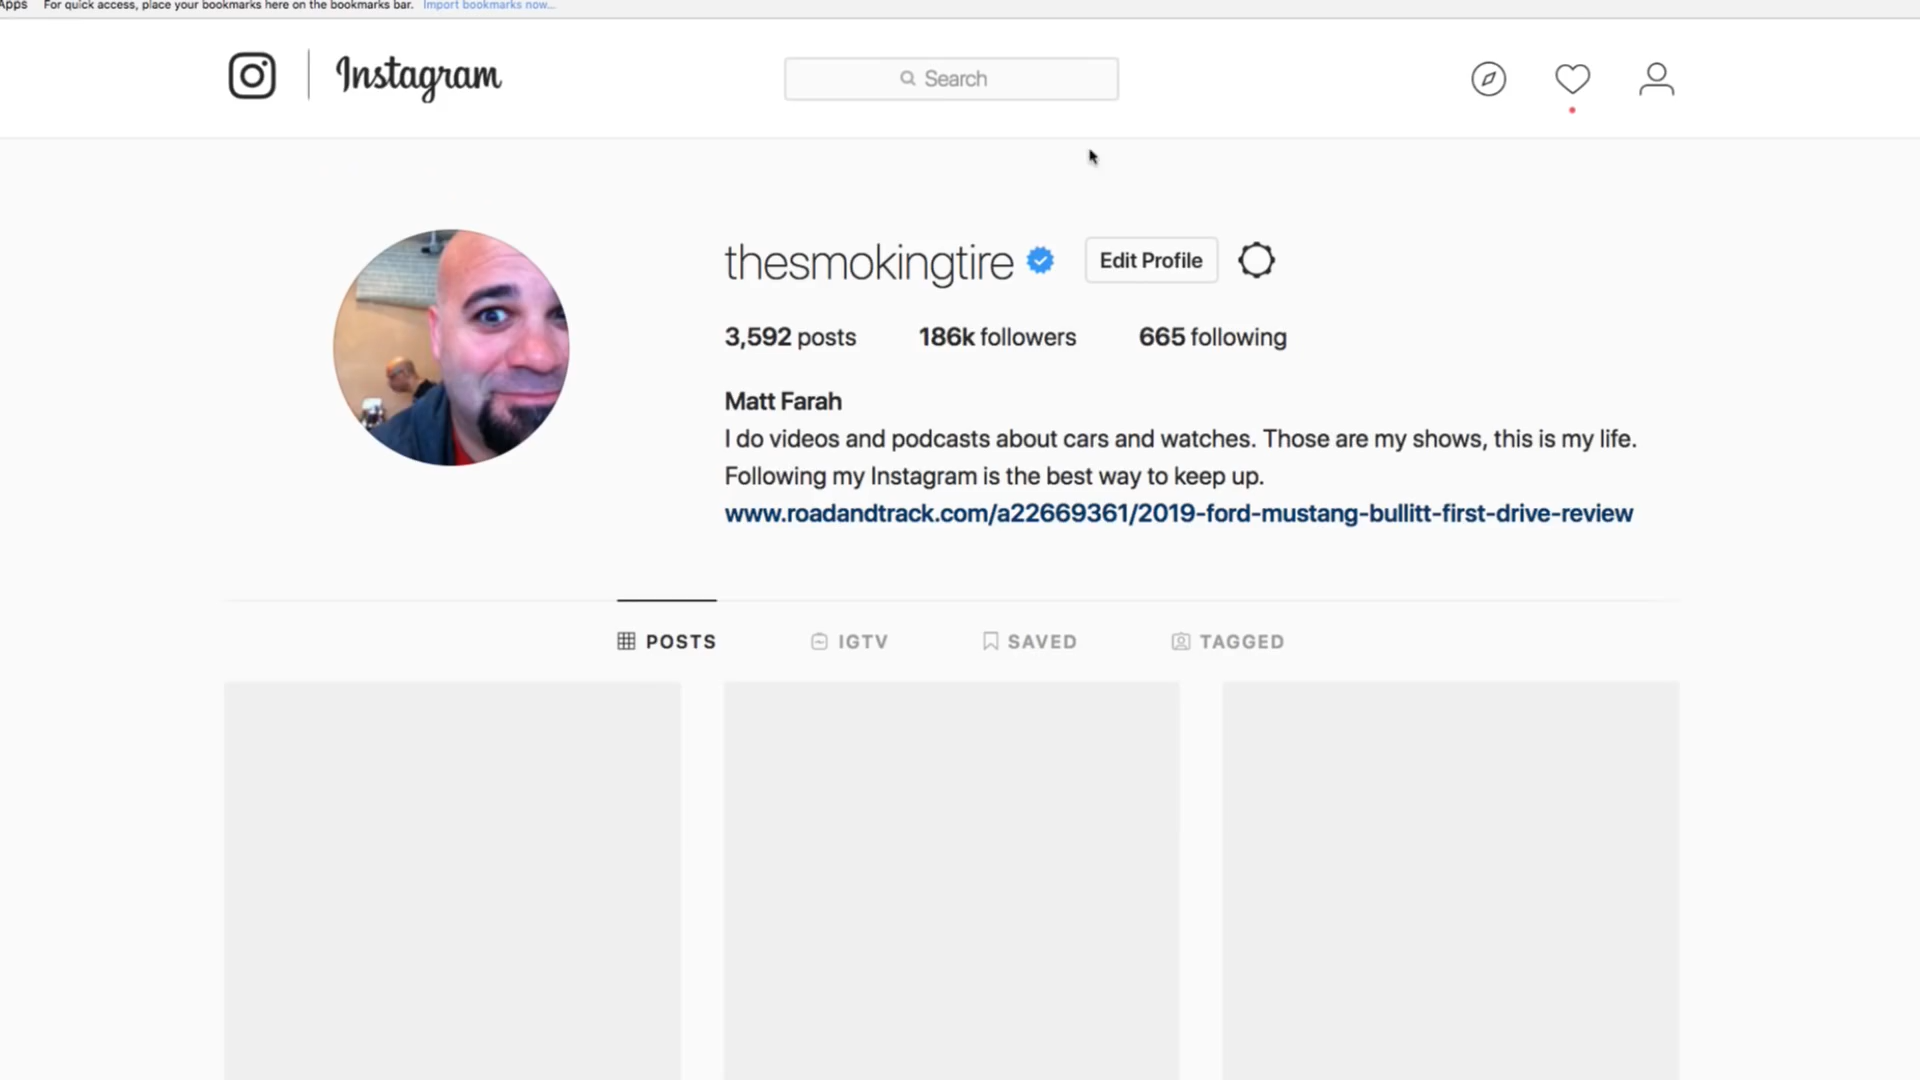 Apps For quick access, place your bookmarks here on the bookmarks bar. Import bookmarks now...
Instagram
Search
thesmokingtire Edit Profile
3,592 posts 186k followers 665 following
Matt Farah
I do videos and podcasts about cars and watches. Those are my shows, this is my life.
Following my Instagram is the best way to keep up.
www.roadandtrack.com/a22669361/2019-ford-mustang-bullitt-first-drive-review
POSTS IGTV SAVED TAGGED